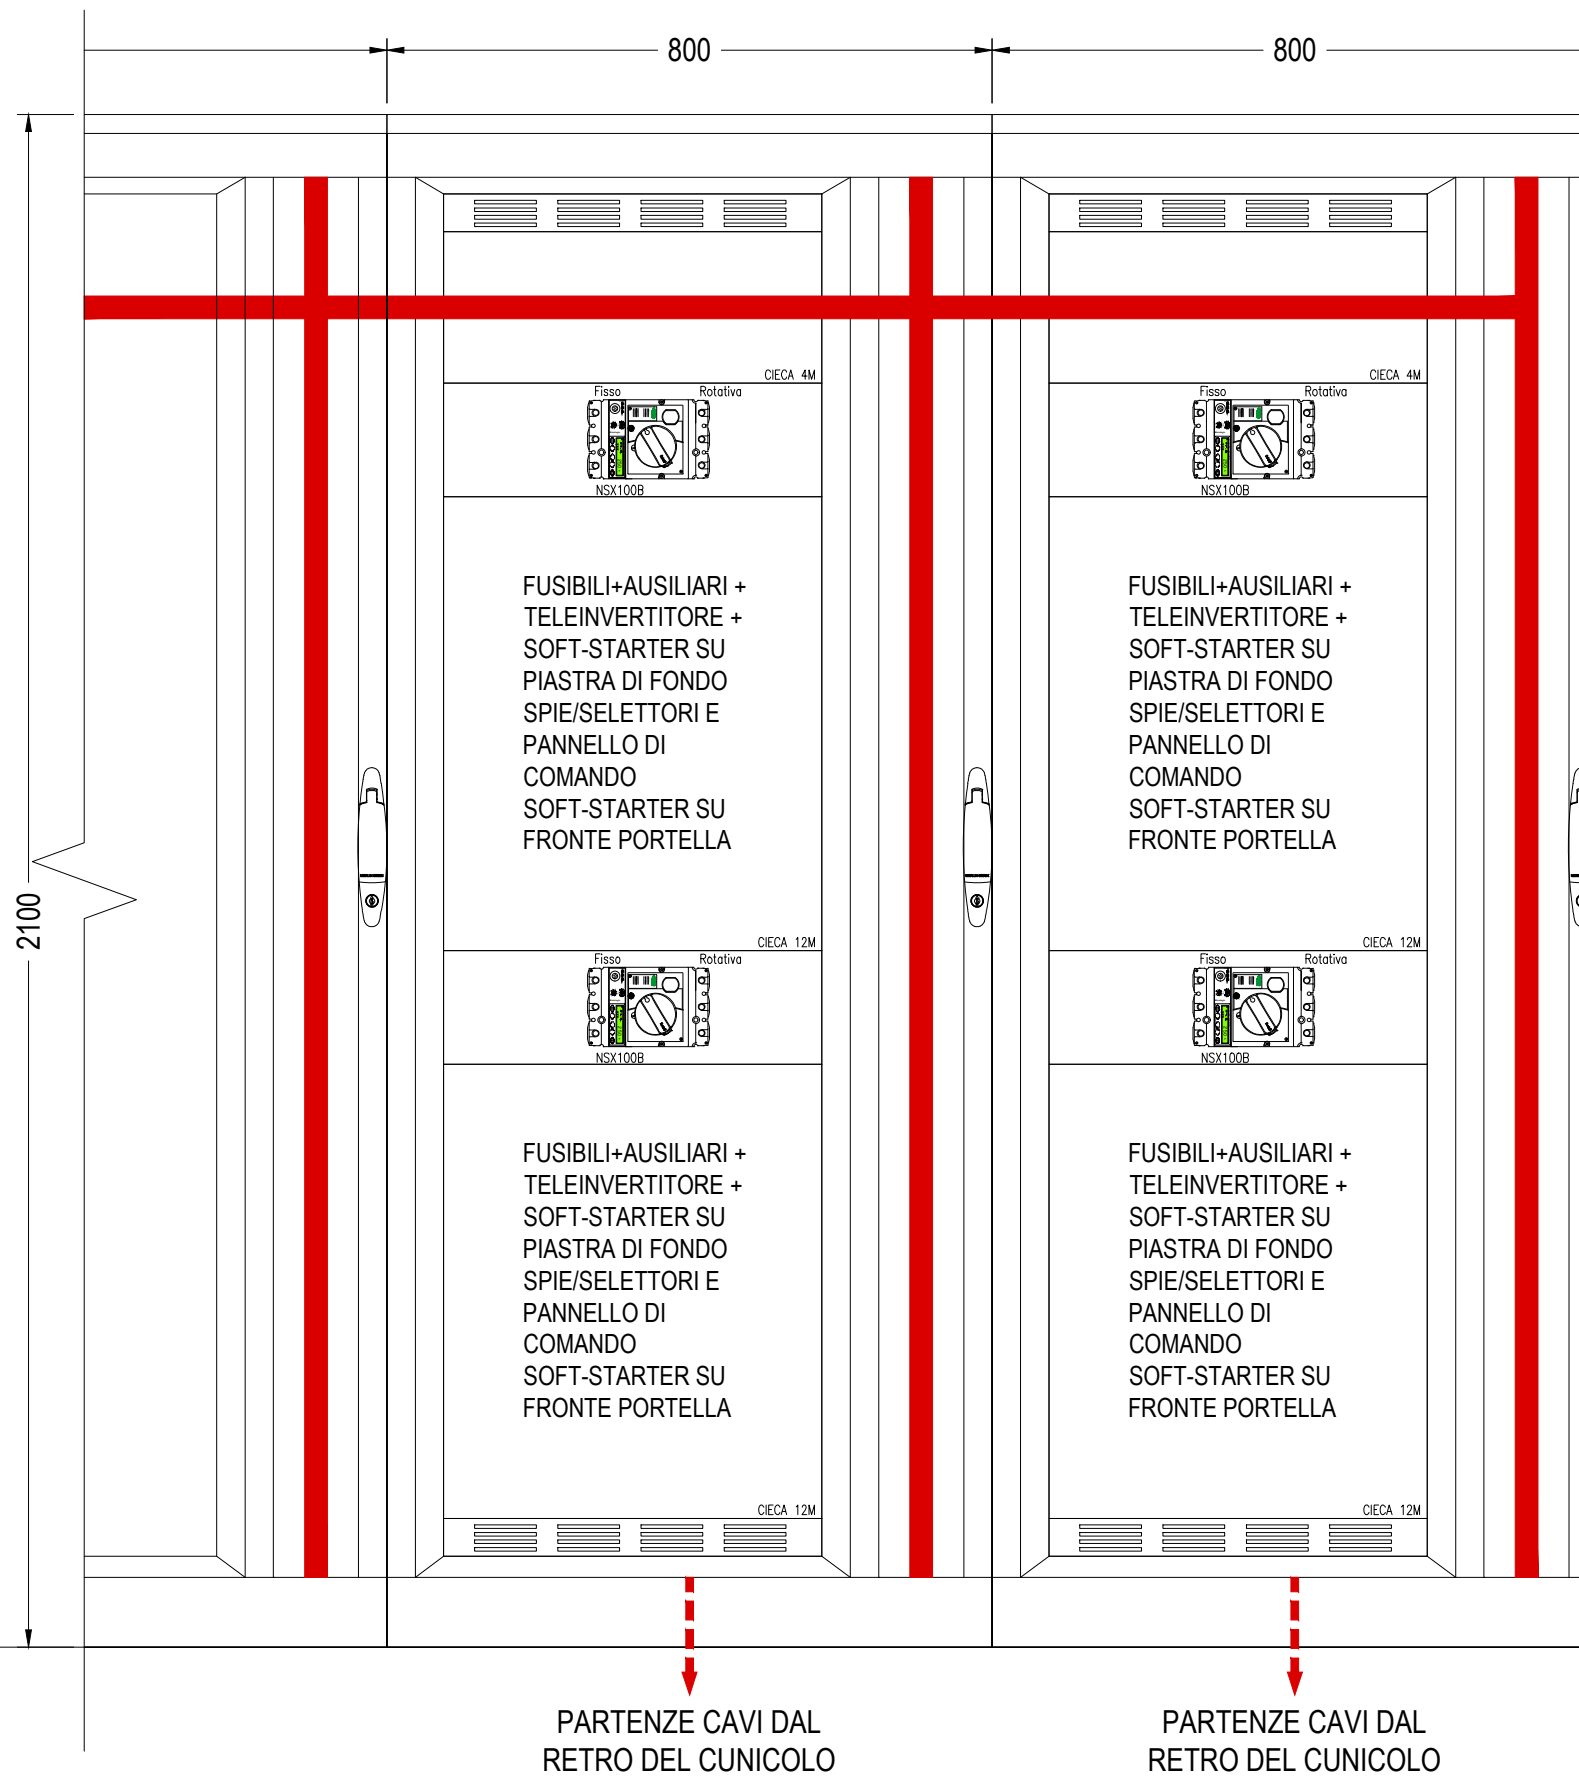 800
800
CIECA 4M
Fisso
Rotativa
NSX100B
FUSIBILI+AUSILIARI +
TELEINVERTITORE +
SOFT-STARTER SU
PIASTRA DI FONDO
SPIE/SELETTORI E
PANNELLO DI
COMANDO
SOFT-STARTER SU
FRONTE PORTELLA
CIECA 12M
Fisso
Rotativa
NSX100B
FUSIBILI+AUSILIARI +
TELEINVERTITORE +
SOFT-STARTER SU
PIASTRA DI FONDO
SPIE/SELETTORI E
PANNELLO DI
COMANDO
SOFT-STARTER SU
FRONTE PORTELLA
CIECA 12M
PARTENZE CAVI DAL
RETRO DEL CUNICOLO
CIECA 4M
Fisso
Rotativa
NSX100B
FUSIBILI+AUSILIARI +
TELEINVERTITORE +
SOFT-STARTER SU
PIASTRA DI FONDO
SPIE/SELETTORI E
PANNELLO DI
COMANDO
SOFT-STARTER SU
FRONTE PORTELLA
CIECA 12M
Fisso
Rotativa
NSX100B
FUSIBILI+AUSILIARI +
TELEINVERTITORE +
SOFT-STARTER SU
PIASTRA DI FONDO
SPIE/SELETTORI E
PANNELLO DI
COMANDO
SOFT-STARTER SU
FRONTE PORTELLA
CIECA 12M
PARTENZE CAVI DAL
RETRO DEL CUNICOLO
2100